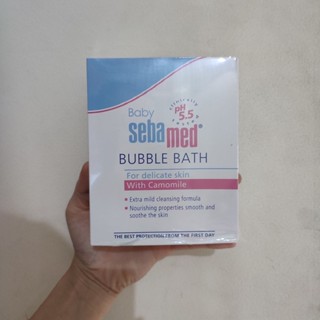 Baby
sebamed
pH
5.5
BUBBLE BATH
For delicate skin
With Camomile
• Extra mild cleansing formula
• Nourishing properties smooth and
soothe the skin
THE BEST PROTECTION FROM THE FIRST DAY